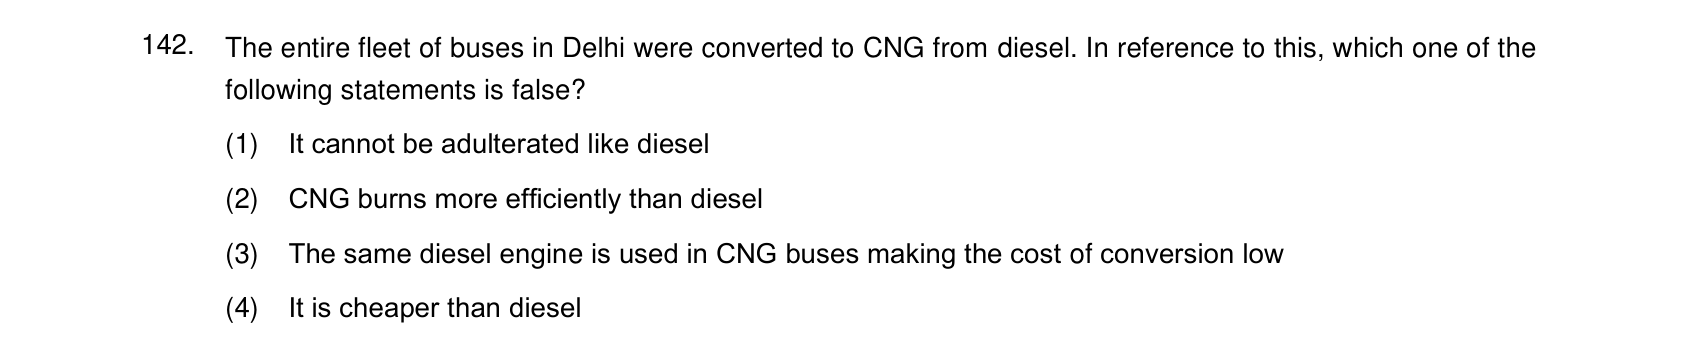 142. The entire fleet of buses in Delhi were converted to CNG from diesel. In reference to this, which one of the
following statements is false?
(1) It cannot be adulterated like diesel
(2) CNG burns more efficiently than diesel
(3) The same diesel engine is used in CNG buses making the cost of conversion low
(4) It is cheaper than diesel